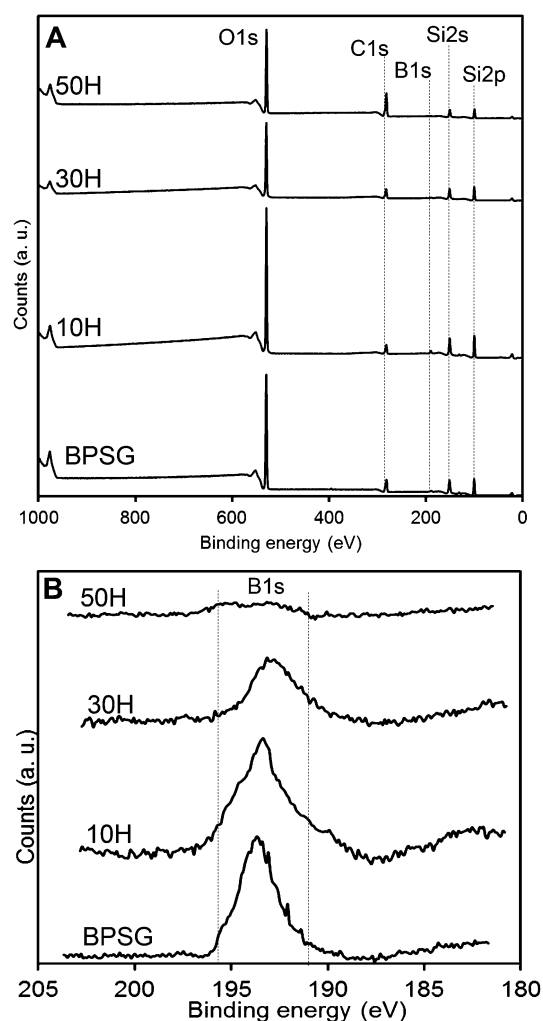 A
O1s
Si2s
C1s
B1s
Si2p
50H
30H
10H
BPSG
Counts (a. u.)
1000 800 600 400 200 0
Binding energy (eV)
B
B1s
50H
30H
10H
BPSG
Counts (a. u.)
205 200 195 190 185 180
Binding energy (eV)